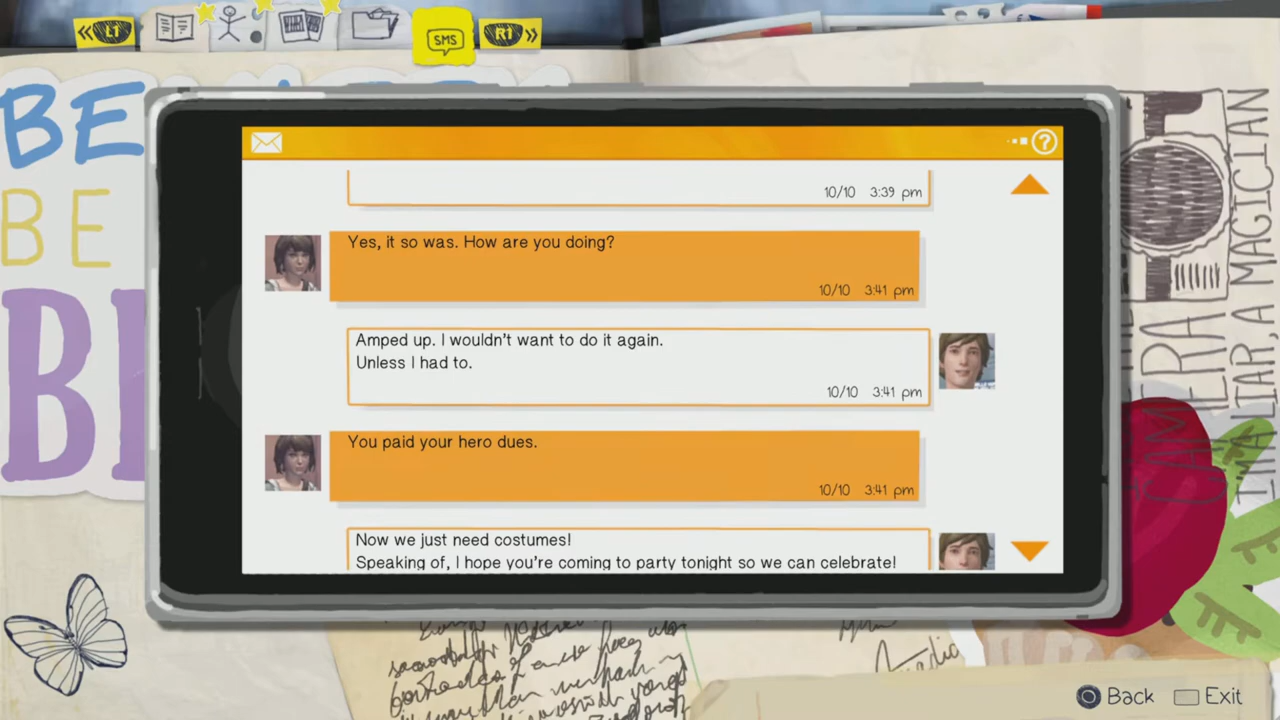 L1
SMS
R1
BE
BE
10/10 3:39 pm
Yes, it so was. How are you doing?
10/10 3:41 pm
Amped up. I wouldn't want to do it again.
Unless I had to.
10/10 3:41 pm
You paid your hero dues.
10/10 3:41 pm
Now we just need costumes!
Speaking of, I hope you're coming to party tonight so we can celebrate!
CAMERA
IMA LIAR, A MAGICIAN
Back
Exit